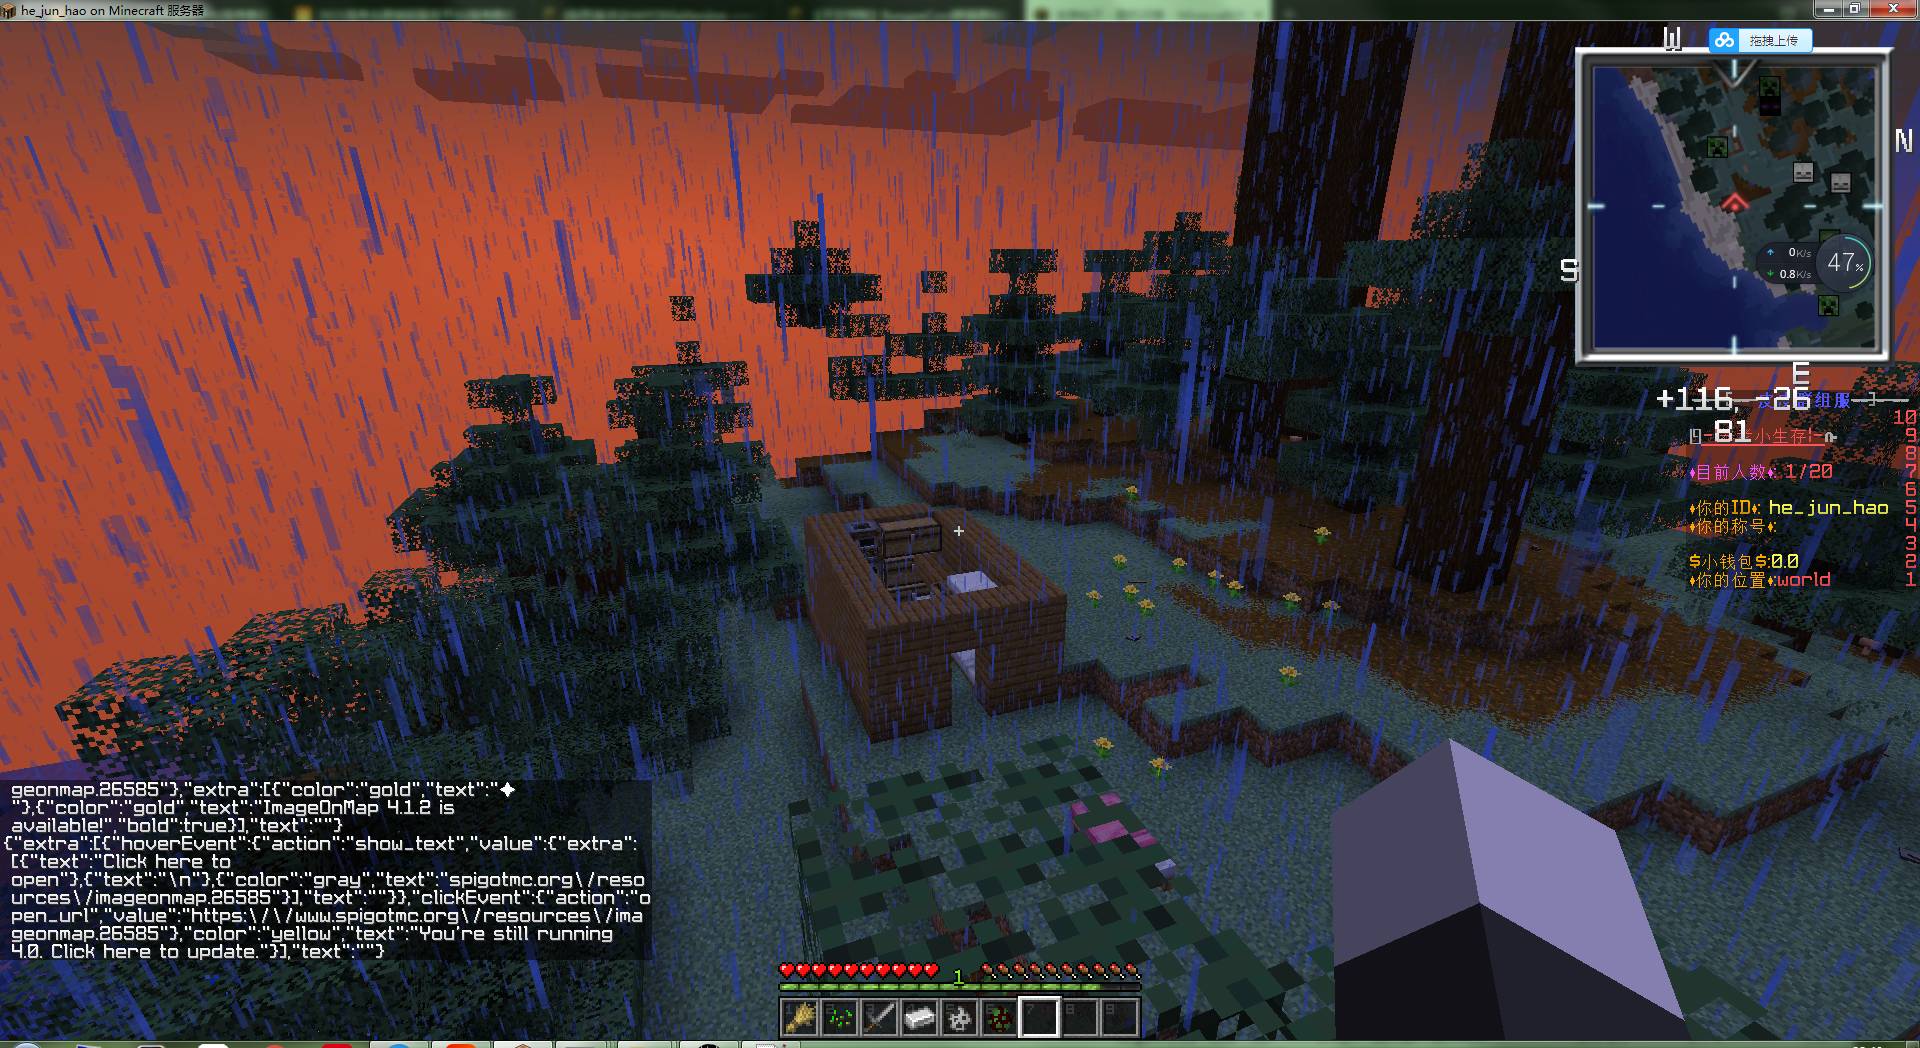 he_jun_hao on Minecraft 服务器
拖拽上传
W
N
S
E
0K/s
0.8K/s
47%
+116, -26
81
组服
小生存
10
9
8
♦目前人数♦: 1/20
7
6
♦你的ID♦: he_jun_hao
5
♦你的称号♦:
4
3
$小钱包$:0.0
2
♦你的位置♦:world
1
geonmap.26585"},"extra":[{"color":"gold","text":"✦
"},{"color":"gold","text":"ImageOnMap 4.1.2 is
available!","bold":true}],"text":""}
{"extra":[{"hoverEvent":{"action":"show_text","value":{"extra":
[{"text":"Click here to
open"},{"text":"\n"},{"color":"gray","text":"spigotmc.org\/reso
urces\/imageonmap.26585"}],"text":""}},"clickEvent":{"action":"o
pen_url","value":"https:\/\/www.spigotmc.org\/resources\/ima
geonmap.26585"},"color":"yellow","text":"You're still running
4.0. Click here to update."}],"text":""}
1